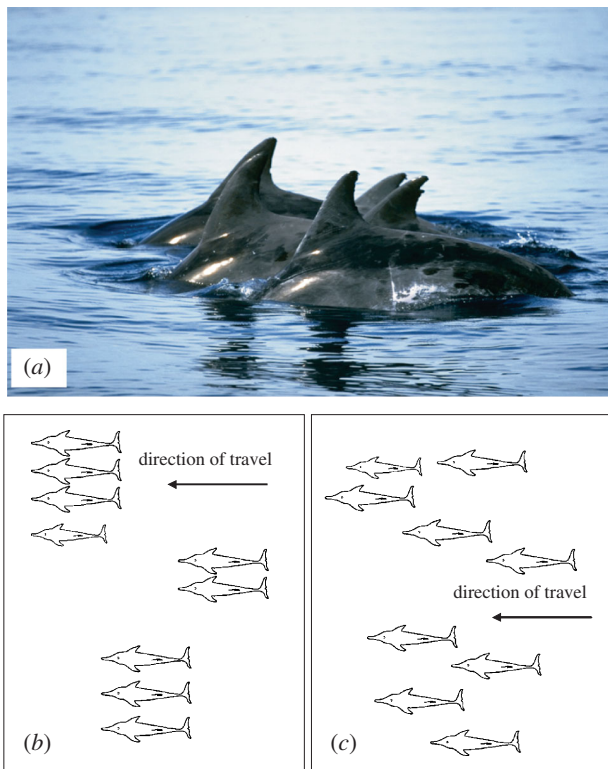 (a)
direction of travel
(b)
direction of travel
(c)